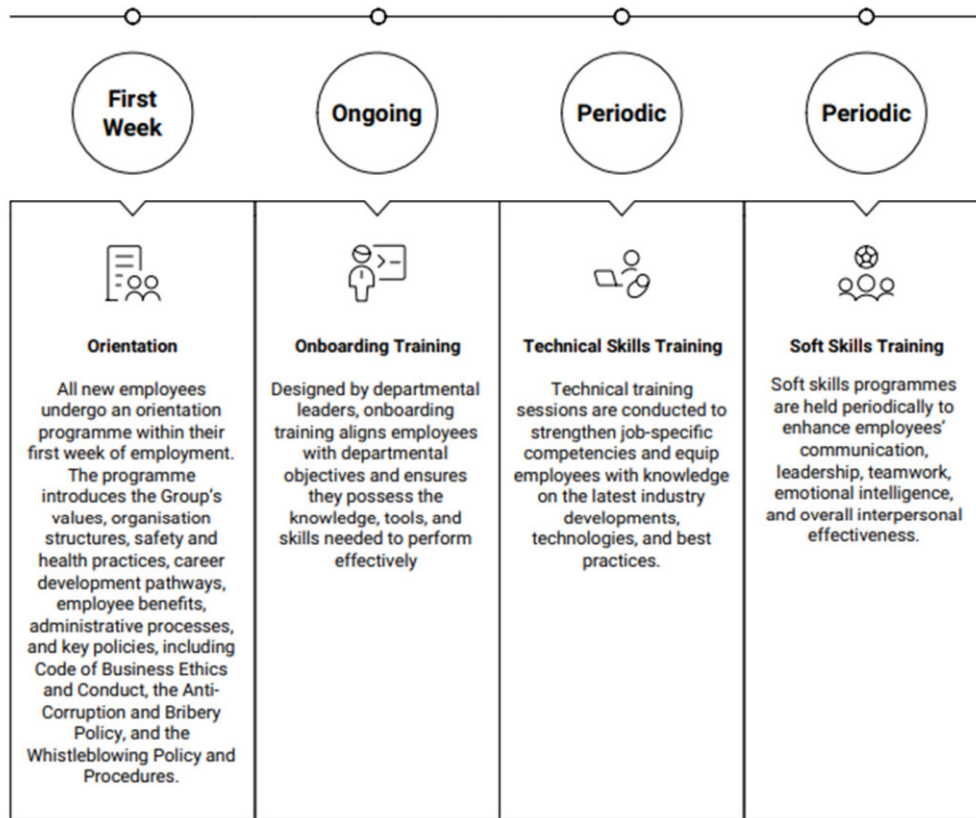 First
Week
Ongoing
Periodic
Periodic
Orientation
All new employees
undergo an orientation
programme within their
first week of employment.
The programme
introduces the Group's
values, organisation
structures, safety and
health practices, career
development pathways,
employee benefits,
administrative processes,
and key policies, including
Code of Business Ethics
and Conduct, the Anti-
Corruption and Bribery
Policy, and the
Whistleblowing Policy and
Procedures.
Onboarding Training
Designed by departmental
leaders, onboarding
training aligns employees
with departmental
objectives and ensures
they possess the
knowledge, tools, and
skills needed to perform
effectively
Technical Skills Training
Technical training
sessions are conducted to
strengthen job-specific
competencies and equip
employees with knowledge
on the latest industry
developments,
technologies, and best
practices.
Soft Skills Training
Soft skills programmes
are held periodically to
enhance employees'
communication,
leadership, teamwork,
emotional intelligence,
and overall interpersonal
effectiveness.